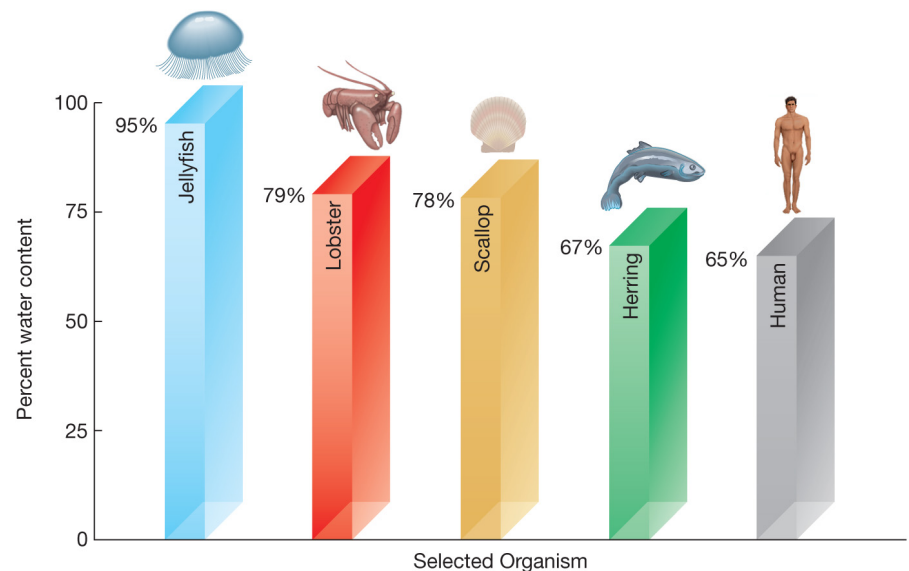 Percent water content
100
75
50
25
0
95%
Jellyfish
79%
Lobster
78%
Scallop
67%
Herring
65%
Human
Selected Organism